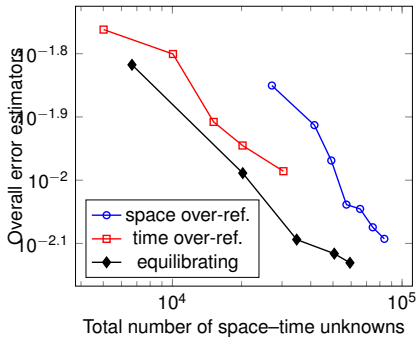 Overall error estimators
10^−1.8
10^−1.9
10^−2
10^−2.1
space over-ref.
time over-ref.
equilibrating
10^4
10^5
Total number of space–time unknowns